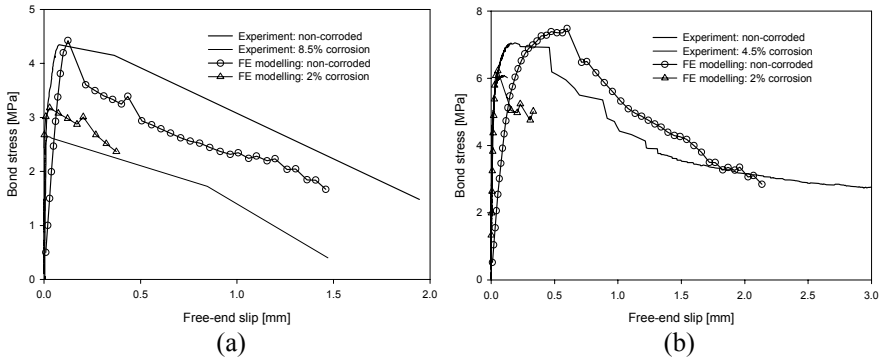 5
4
3
2
1
0
0.0 0.5 1.0 1.5 2.0
Bond stress [MPa]
Free-end slip [mm]
Experiment: non-corroded
Experiment: 8.5% corrosion
FE modelling: non-corroded
FE modelling: 2% corrosion
(a)
8
6
4
2
0
0.0 0.5 1.0 1.5 2.0 2.5 3.0
Bond stress [MPa]
Free-end slip [mm]
Experiment: non-corroded
Experiment: 4.5% corrosion
FE modelling: non-corroded
FE modelling: 2% corrosion
(b)